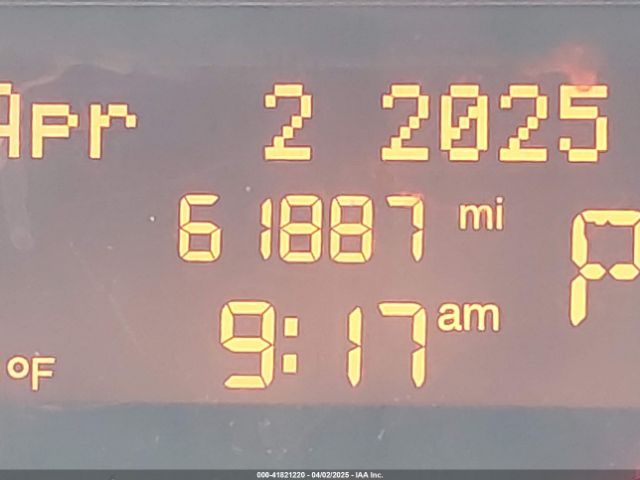 Apr 2 2025
61887 mi
P
9:17 am
°F
000-41821220 - 04/02/2025 - IAA Inc.